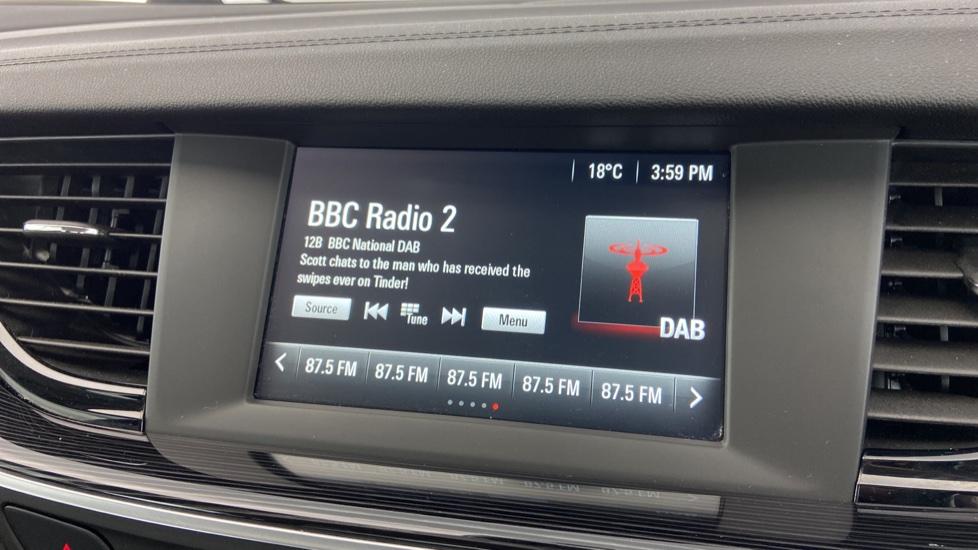 18°C 3:59 PM
BBC Radio 2
12B BBC National DAB
Scott chats to the man who has received the
swipes ever on Tinder!
Source Tune Menu
DAB
87.5 FM 87.5 FM 87.5 FM 87.5 FM 87.5 FM